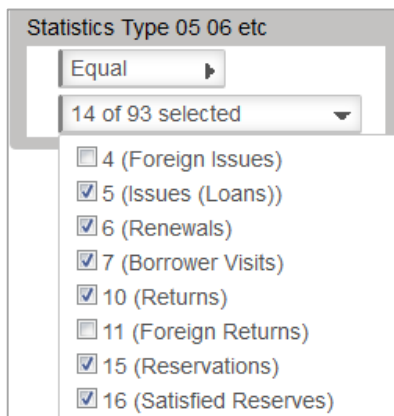 Statistics Type 05 06 etc
Equal
14 of 93 selected
4 (Foreign Issues)
5 (Issues (Loans))
6 (Renewals)
7 (Borrower Visits)
10 (Returns)
11 (Foreign Returns)
15 (Reservations)
16 (Satisfied Reserves)